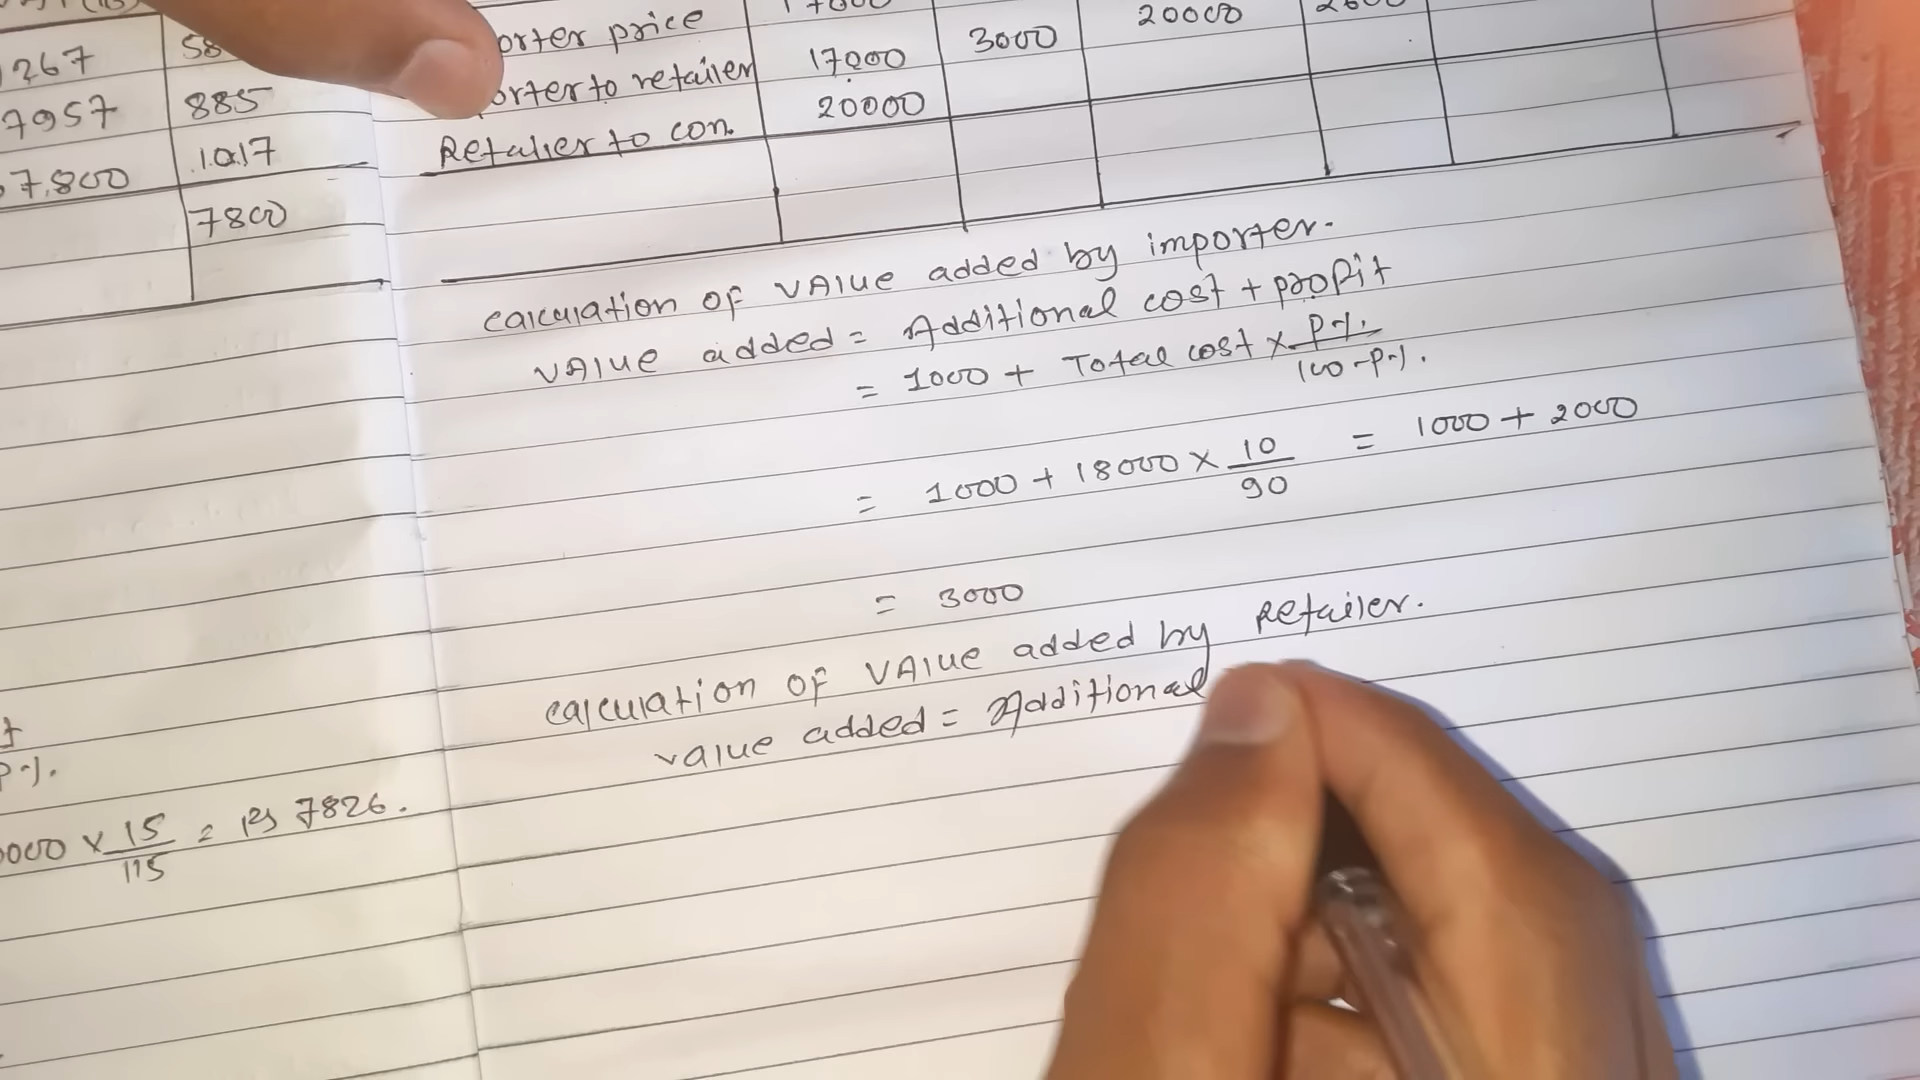 267
7957 885
7,800 1.017
7800
orter price 20000
orter to retailer 17000 3000
Retailer to con. 20000
calculation of value added by importer.
value added = Additional cost + profit
= 1000 + Total cost × P%. / 100-P%.
= 1000 + 18000 × 10/90 = 1000 + 2000
= 3000
calculation of value added by Retailer.
value added = Additional
P%.
000 × 15/115 = Rs 7826.